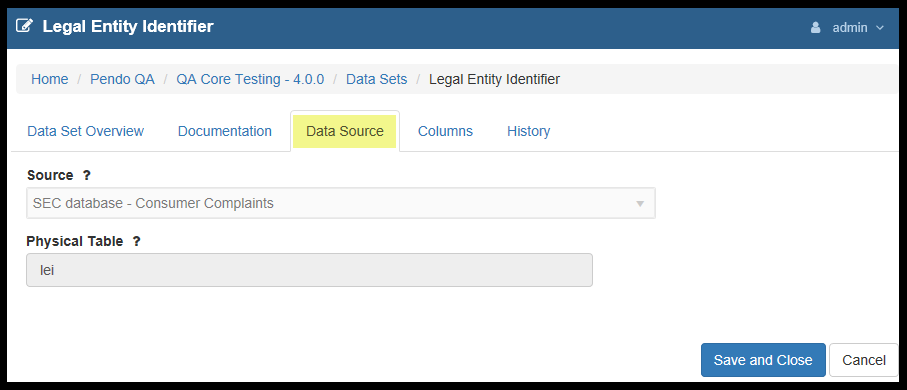 Legal Entity Identifier admin
Home / Pendo QA / QA Core Testing - 4.0.0 / Data Sets / Legal Entity Identifier
Data Set Overview Documentation Data Source Columns History
Source ?
SEC database - Consumer Complaints
Physical Table ?
lei
Save and Close Cancel